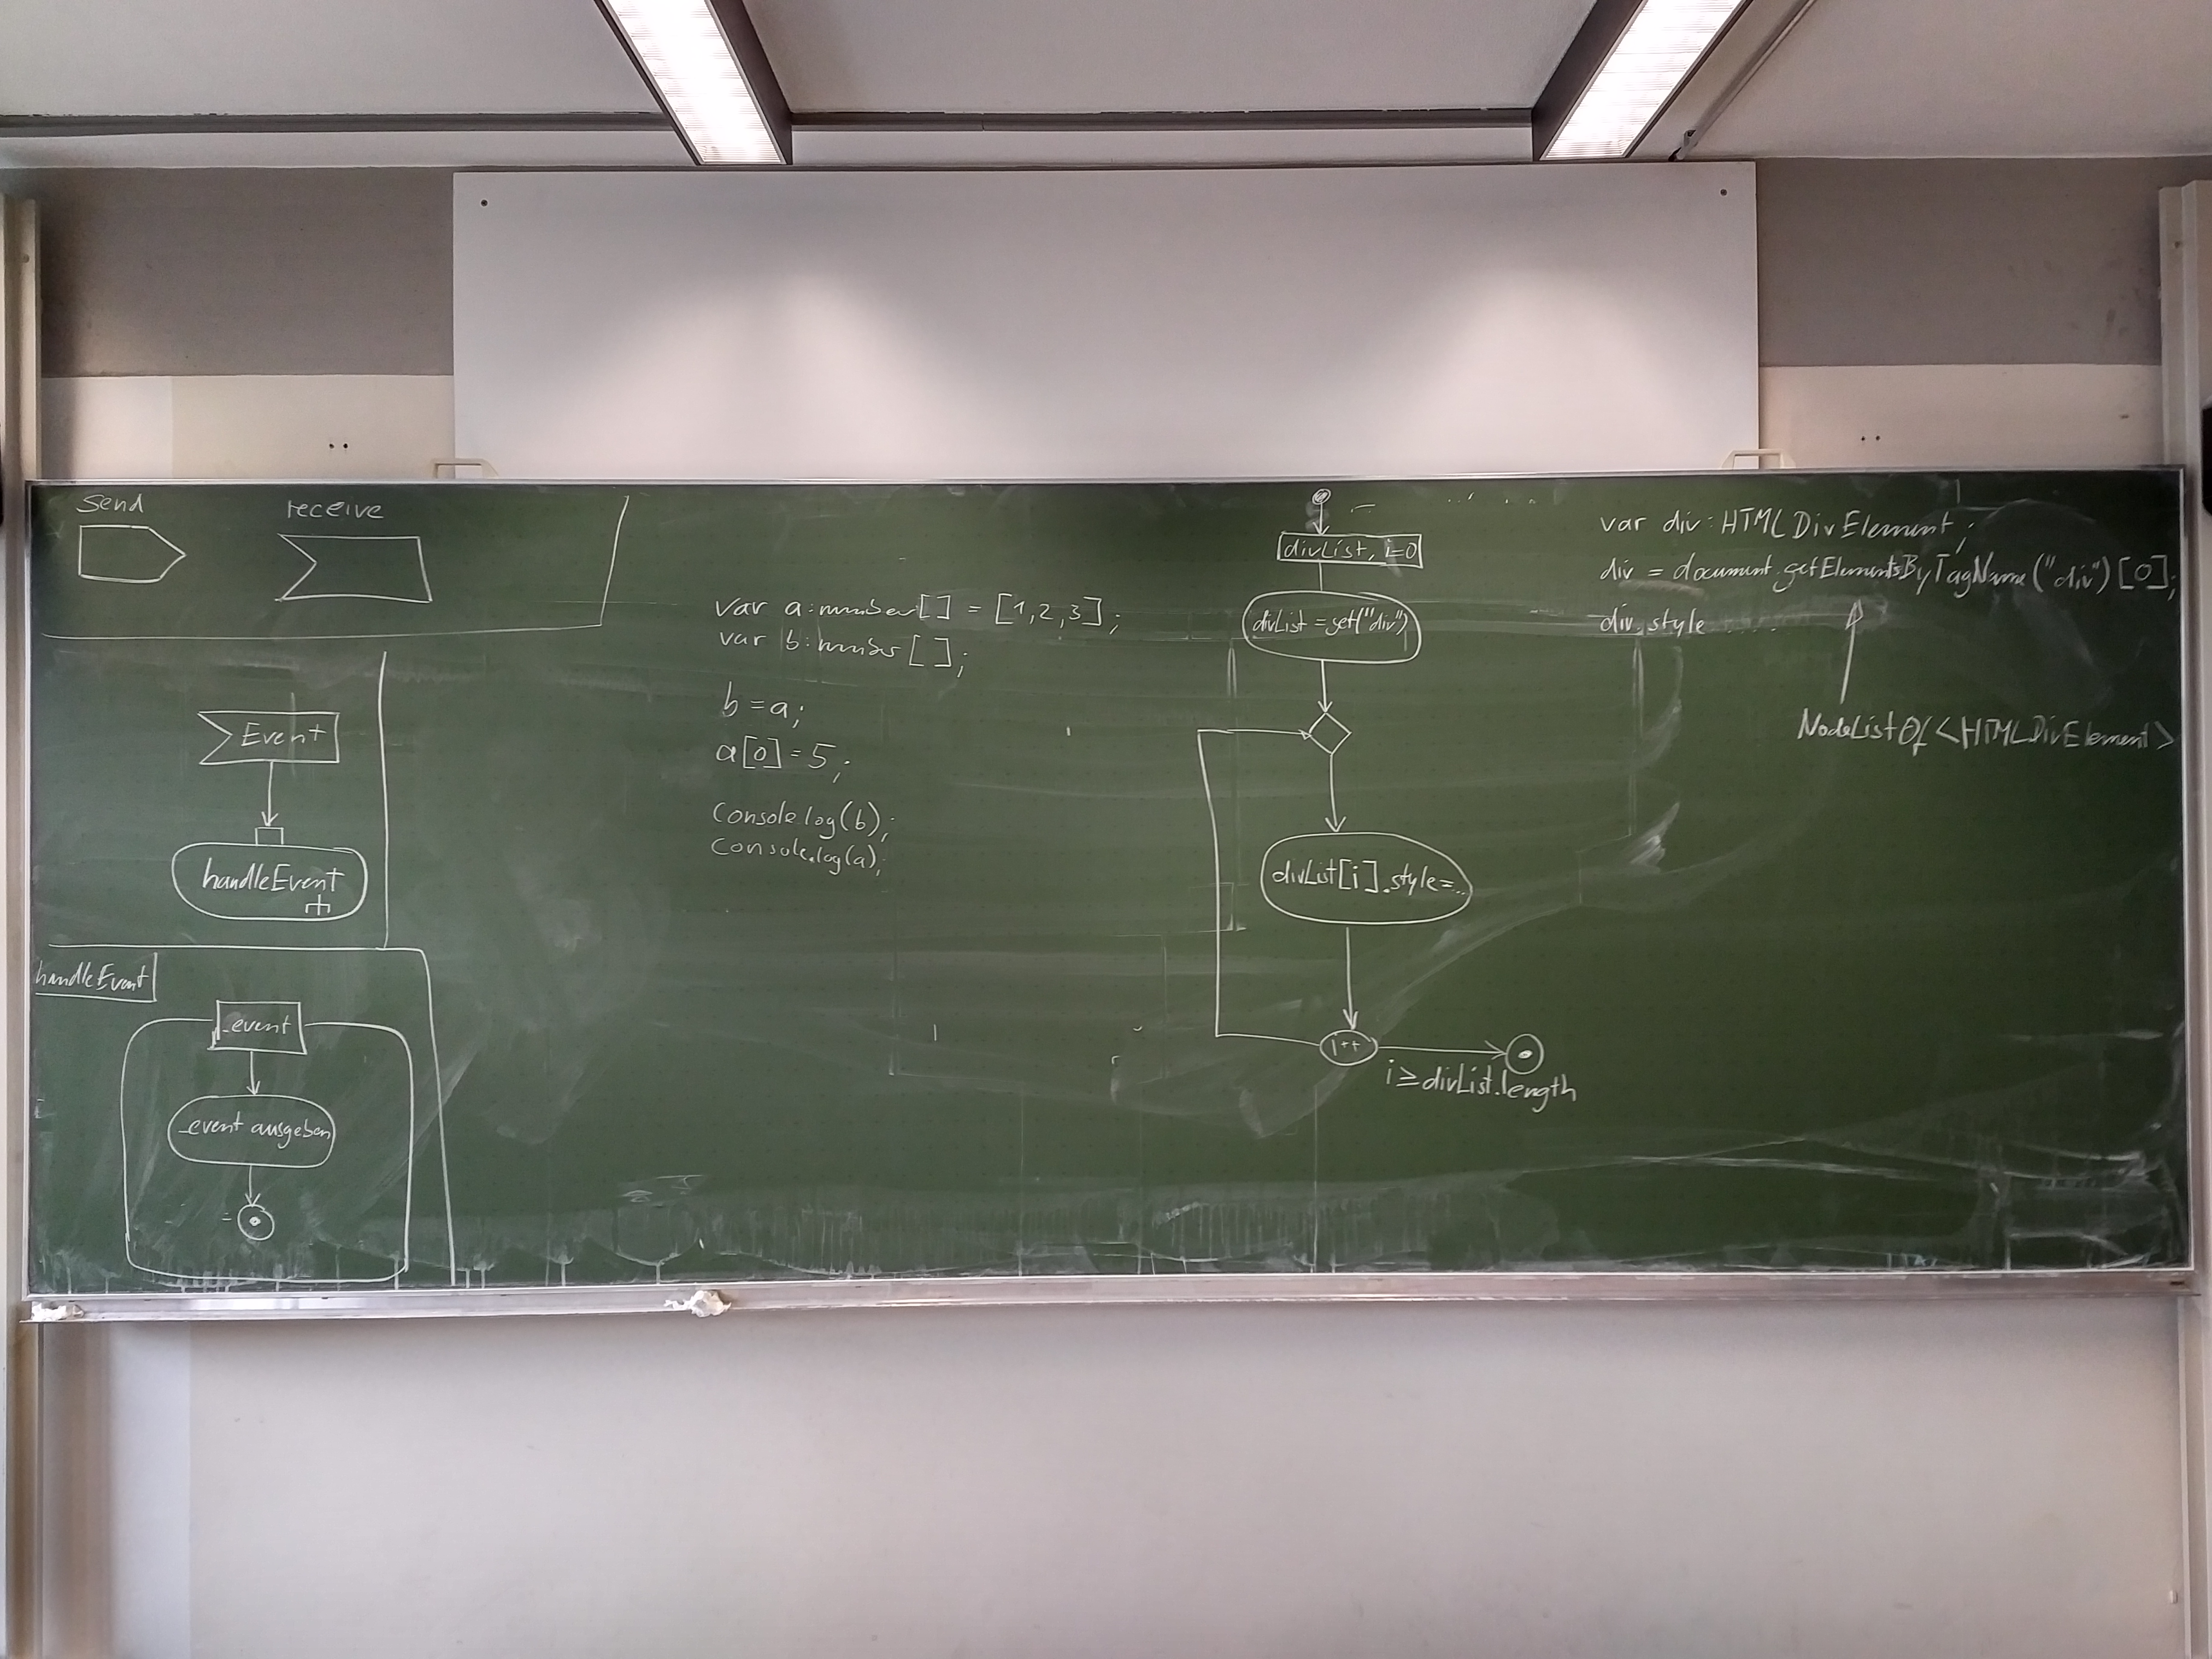 send
receive
Event
handleEvent
handleEvent
_event
_event ausgeben
var a:number[] = [1,2,3];
var b:number[];
b=a;
a[0]=5;
Console.log(b);
Console.log(a);
divList, i=0
divList=get("div")
divList[i].style=...
i++
i≥divList.length
var div:HTMLDivElement;
div = document.getElementsByTagName("div")[0];
div.style.....
NodeListOf<HTMLDivElement>